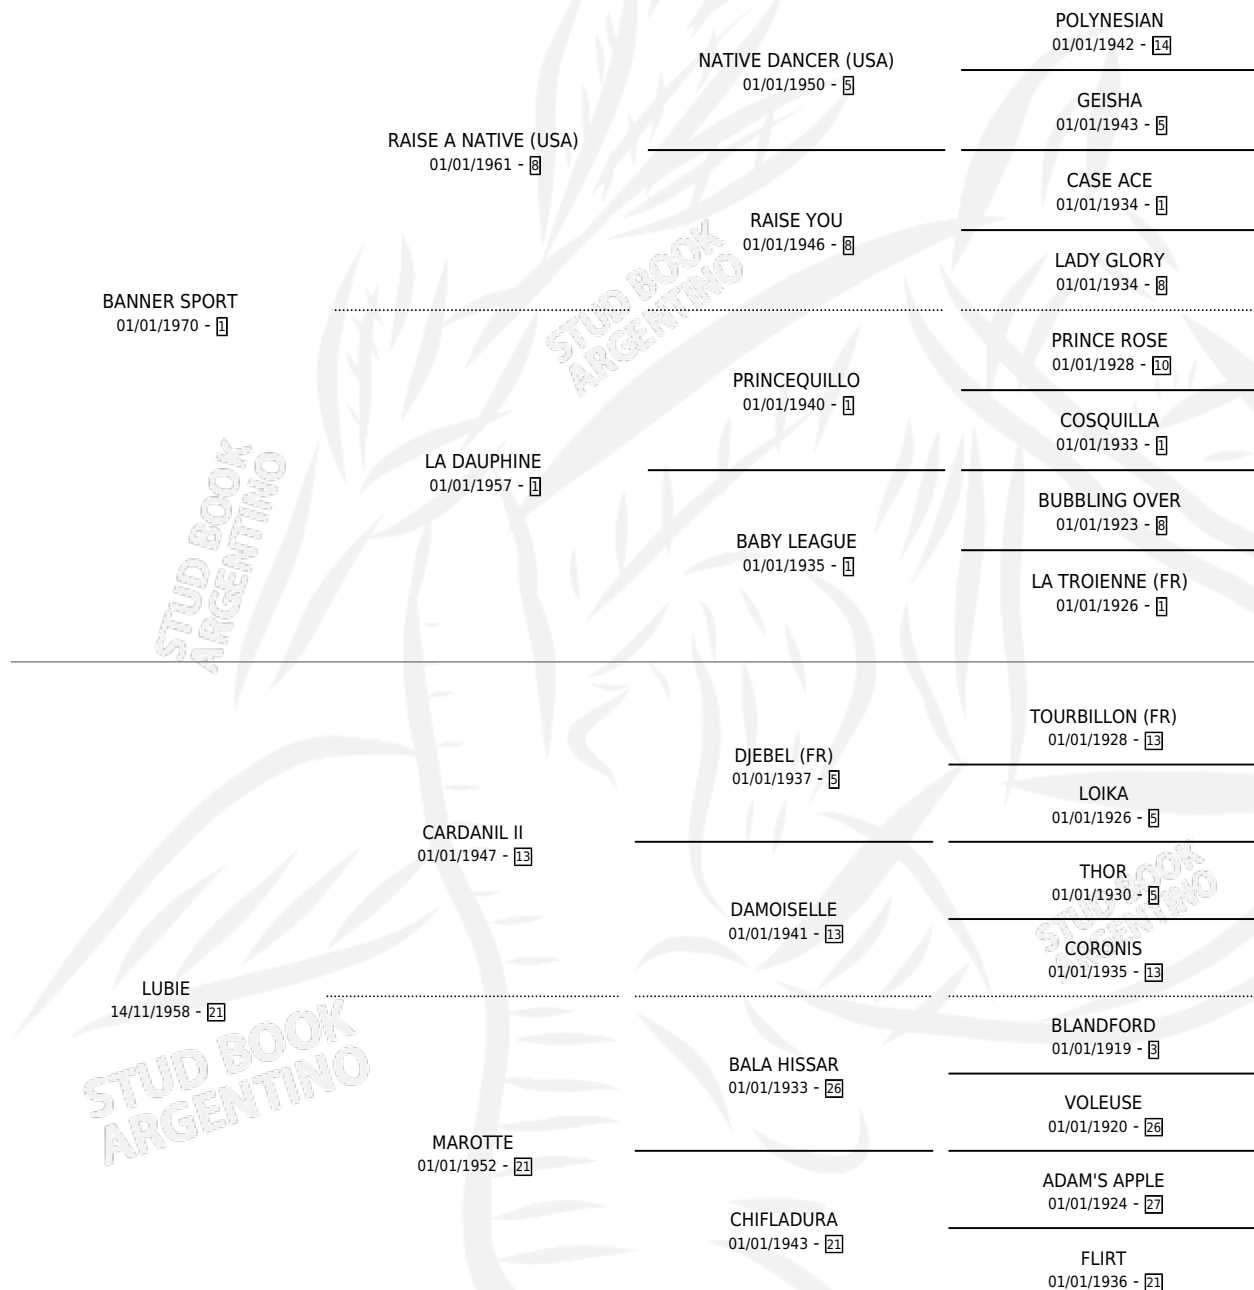 POLYNESIAN
01/01/1942 - 14
NATIVE DANCER (USA)
01/01/1950 - 5
GEISHA
01/01/1943 - 5
RAISE A NATIVE (USA)
01/01/1961 - 8
CASE ACE
01/01/1934 - 1
RAISE YOU
01/01/1946 - 8
LADY GLORY
01/01/1934 - 8
BANNER SPORT
01/01/1970 - 1
PRINCE ROSE
01/01/1928 - 10
PRINCEQUILLO
01/01/1940 - 1
COSQUILLA
01/01/1933 - 1
LA DAUPHINE
01/01/1957 - 1
BUBBLING OVER
01/01/1923 - 8
BABY LEAGUE
01/01/1935 - 1
LA TROIENNE (FR)
01/01/1926 - 1
STUD BOOK
ARGENTINO
STUD BOOK
ARGENTINO
TOURBILLON (FR)
01/01/1928 - 13
DJEBEL (FR)
01/01/1937 - 5
LOIKA
01/01/1926 - 5
CARDANIL II
01/01/1947 - 13
THOR
01/01/1930 - 5
DAMOISELLE
01/01/1941 - 13
CORONIS
01/01/1935 - 13
LUBIE
14/11/1958 - 21
BLANDFORD
01/01/1919 - 3
BALA HISSAR
01/01/1933 - 26
VOLEUSE
01/01/1920 - 26
MAROTTE
01/01/1952 - 21
ADAM'S APPLE
01/01/1924 - 27
CHIFLADURA
01/01/1943 - 21
FLIRT
01/01/1936 - 21
STUD BOOK
ARGENTINO
STUD BOOK
ARGENTINO